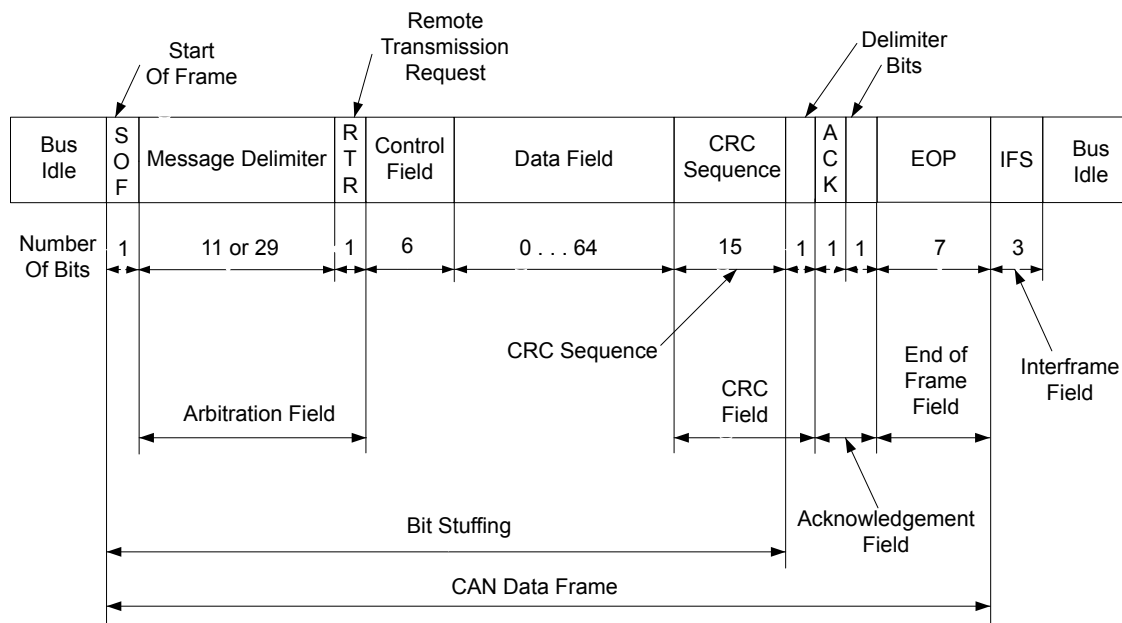 Start
Of Frame
Remote
Transmission
Request
Delimiter
Bits
Bus
Idle
S
O
F
Message Delimiter
R
T
R
Control
Field
Data Field
CRC
Sequence
A
C
K
EOP
IFS
Bus
Idle
Number
Of Bits
1
11 or 29
1
6
0 . . . 64
15
1
1
1
7
3
CRC Sequence
Arbitration Field
CRC
Field
End of
Frame
Field
Interframe
Field
Bit Stuffing
Acknowledgement
Field
CAN Data Frame